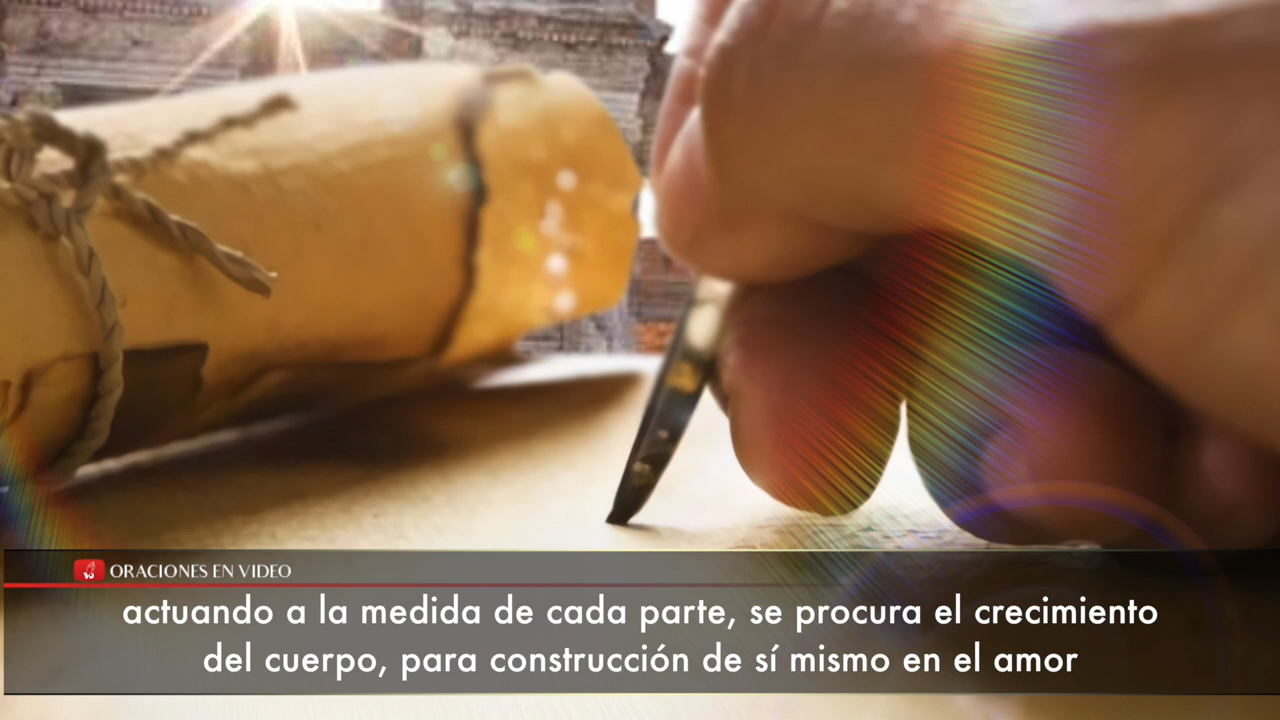 ORACIONES EN VIDEO
actuando a la medida de cada parte, se procura el crecimiento
del cuerpo, para construcción de sí mismo en el amor